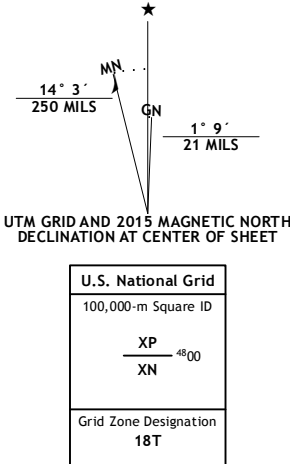 ★
MN
14° 3´
250 MILS
GN
1° 9´
21 MILS
UTM GRID AND 2015 MAGNETIC NORTH
DECLINATION AT CENTER OF SHEET
U.S. National Grid
100,000-m Square ID
XP
4800
XN
Grid Zone Designation
18T